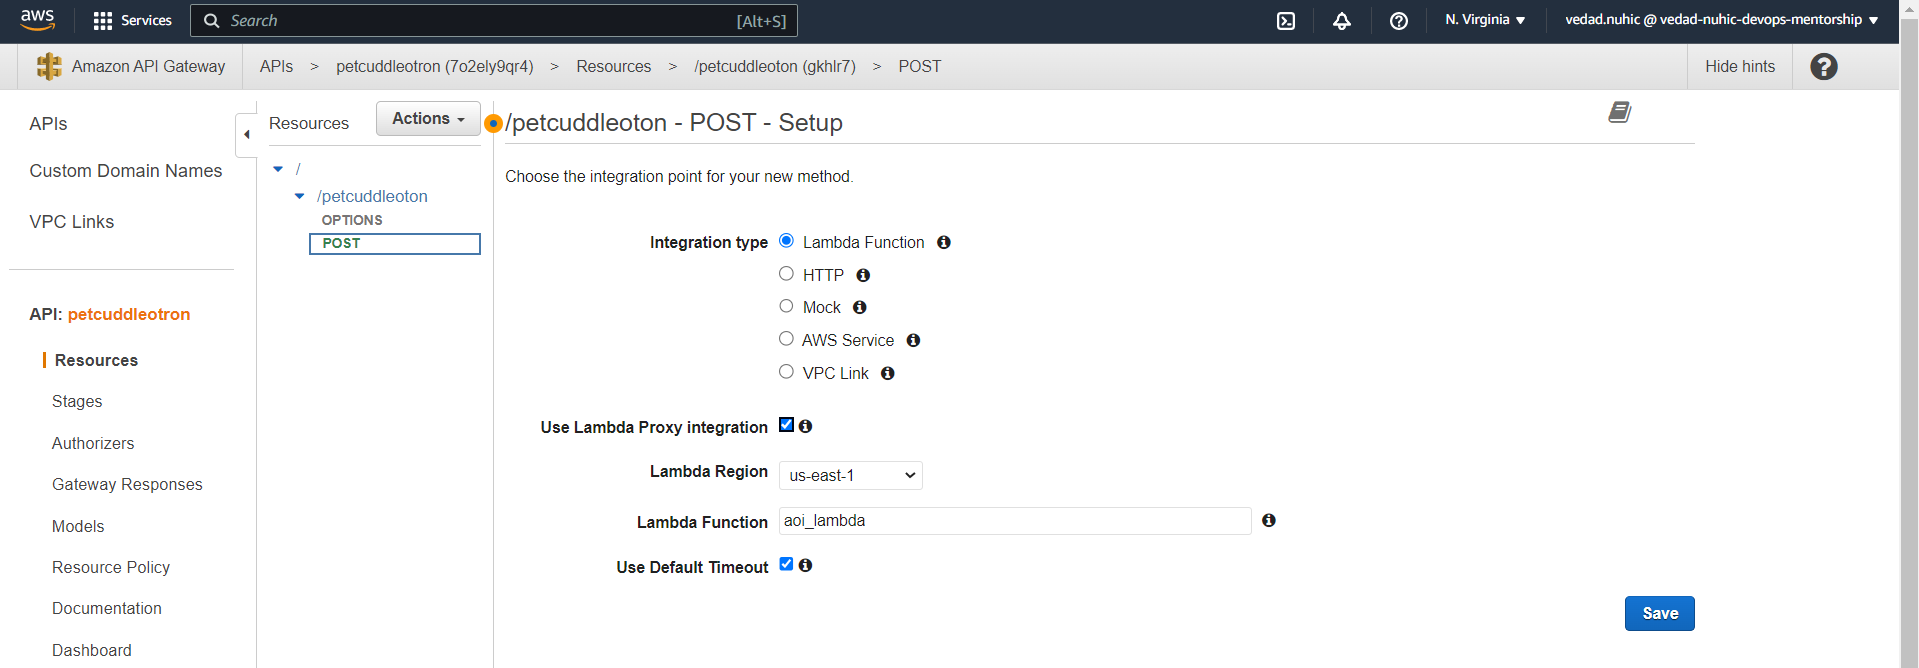 aws Services Search [Alt+S] N. Virginia vedad.nuhic @ vedad-nuhic-devops-mentorship
Amazon API Gateway APIs > petcuddleotron (7o2ely9qr4) > Resources > /petcuddleoton (gkhlr7) > POST Hide hints ?
APIs
Custom Domain Names
VPC Links
API: petcuddleotron
Resources
Stages
Authorizers
Gateway Responses
Models
Resource Policy
Documentation
Dashboard
Resources Actions
/
/petcuddleoton
OPTIONS
POST
/petcuddleoton - POST - Setup
Choose the integration point for your new method.
Integration type Lambda Function
HTTP
Mock
AWS Service
VPC Link
Use Lambda Proxy integration
Lambda Region us-east-1
Lambda Function aoi_lambda
Use Default Timeout
Save